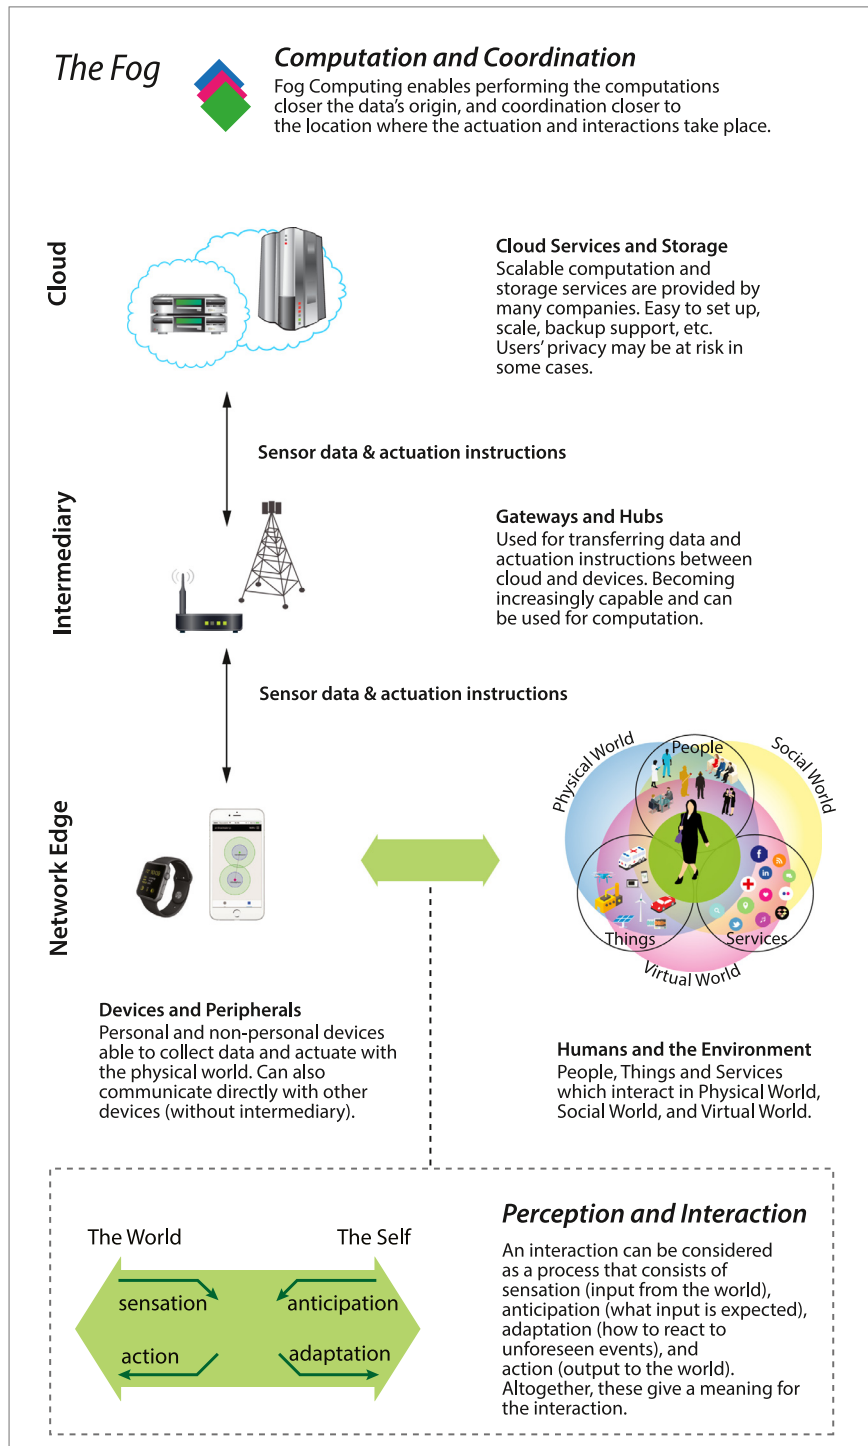 The Fog
Computation and Coordination
Fog Computing enables performing the computations
closer the data's origin, and coordination closer to
the location where the actuation and interactions take place.
Cloud
Cloud Services and Storage
Scalable computation and
storage services are provided by
many companies. Easy to set up,
scale, backup support, etc.
Users' privacy may be at risk in
some cases.
Sensor data & actuation instructions
Intermediary
Gateways and Hubs
Used for transferring data and
actuation instructions between
cloud and devices. Becoming
increasingly capable and can
be used for computation.
Sensor data & actuation instructions
Network Edge
Physical World
People
Social World
Things
Services
Virtual World
Devices and Peripherals
Personal and non-personal devices
able to collect data and actuate with
the physical world. Can also
communicate directly with other
devices (without intermediary).
Humans and the Environment
People, Things and Services
which interact in Physical World,
Social World, and Virtual World.
The World
The Self
sensation
anticipation
action
adaptation
Perception and Interaction
An interaction can be considered
as a process that consists of
sensation (input from the world),
anticipation (what input is expected),
adaptation (how to react to
unforeseen events), and
action (output to the world).
Altogether, these give a meaning for
the interaction.